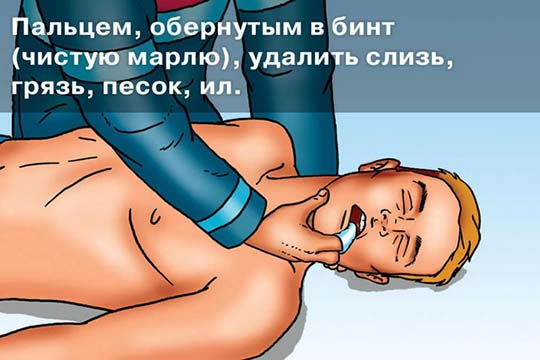 Пальцем, обернутым в бинт
(чистую марлю), удалить слизь,
грязь, песок, ил.